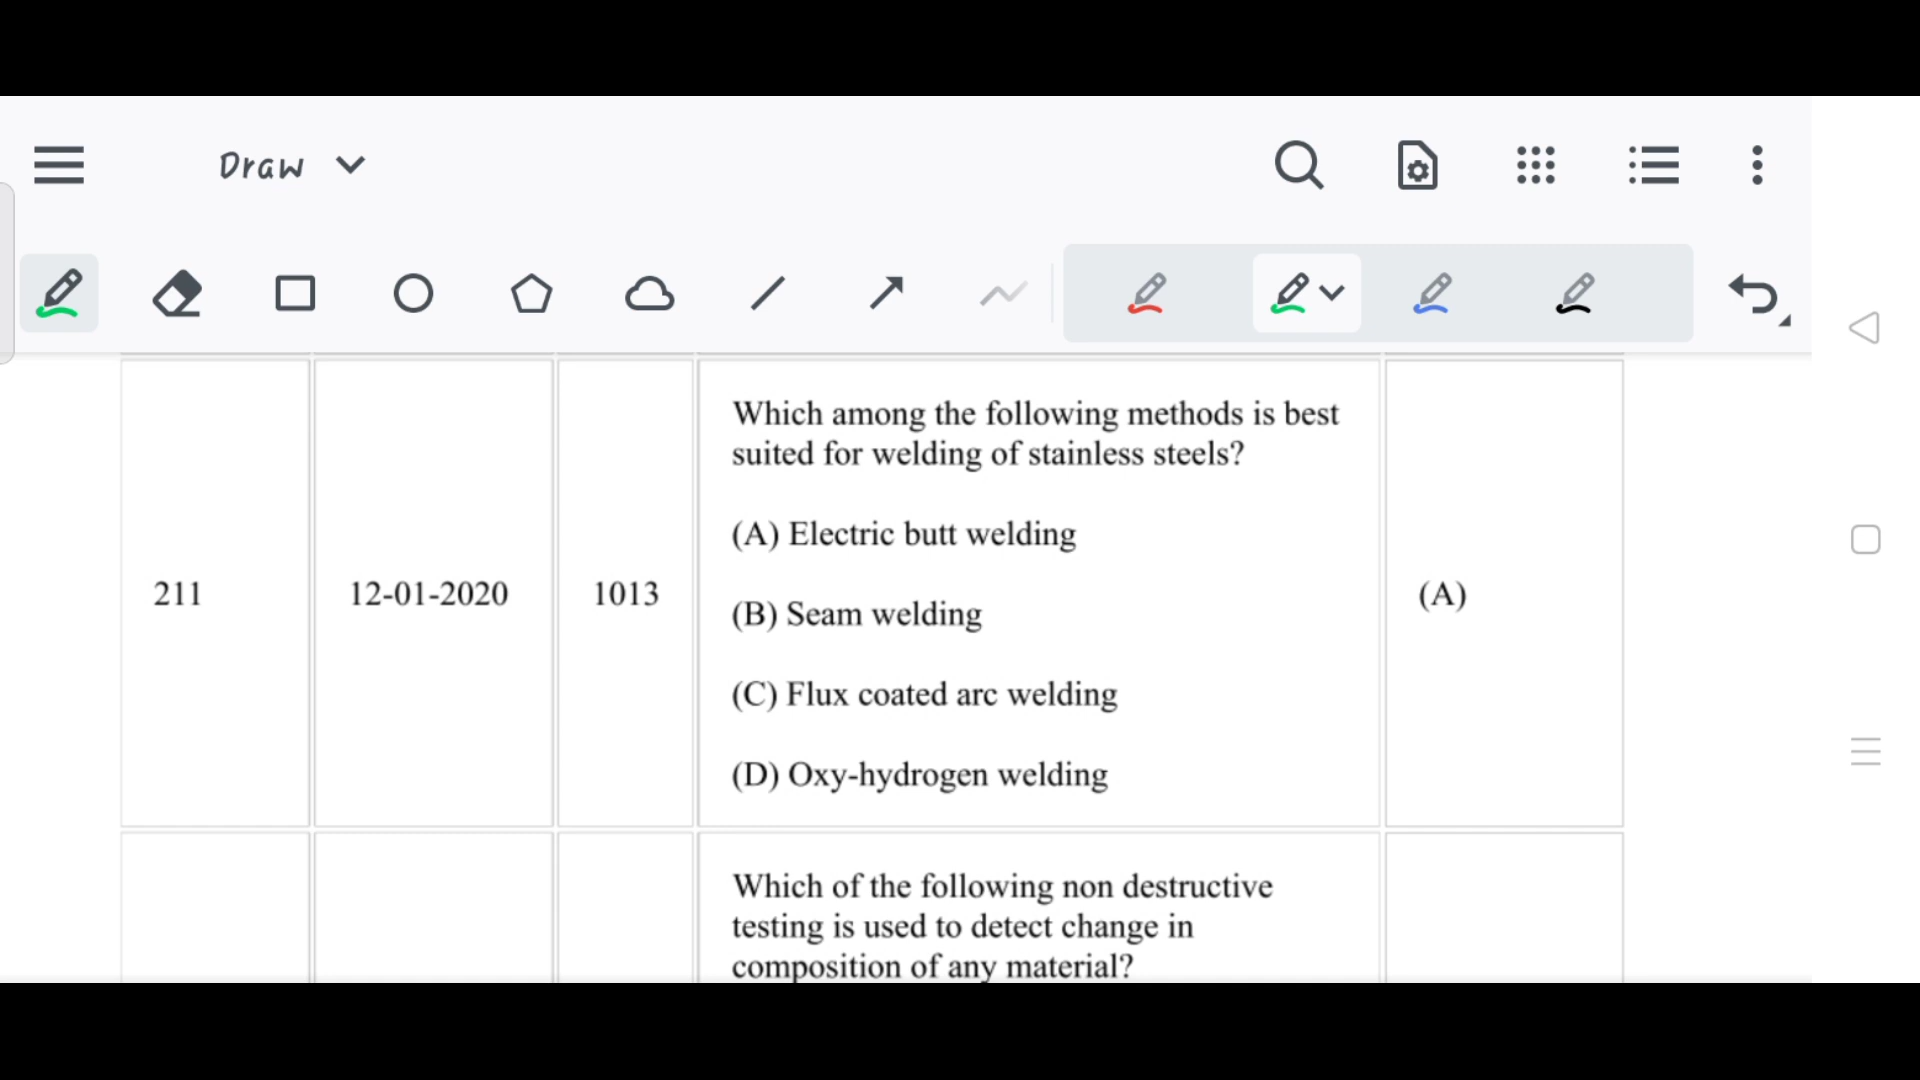 Draw
211
12-01-2020
1013
Which among the following methods is best
suited for welding of stainless steels?
(A) Electric butt welding
(B) Seam welding
(C) Flux coated arc welding
(D) Oxy-hydrogen welding
(A)
Which of the following non destructive
testing is used to detect change in
composition of any material?